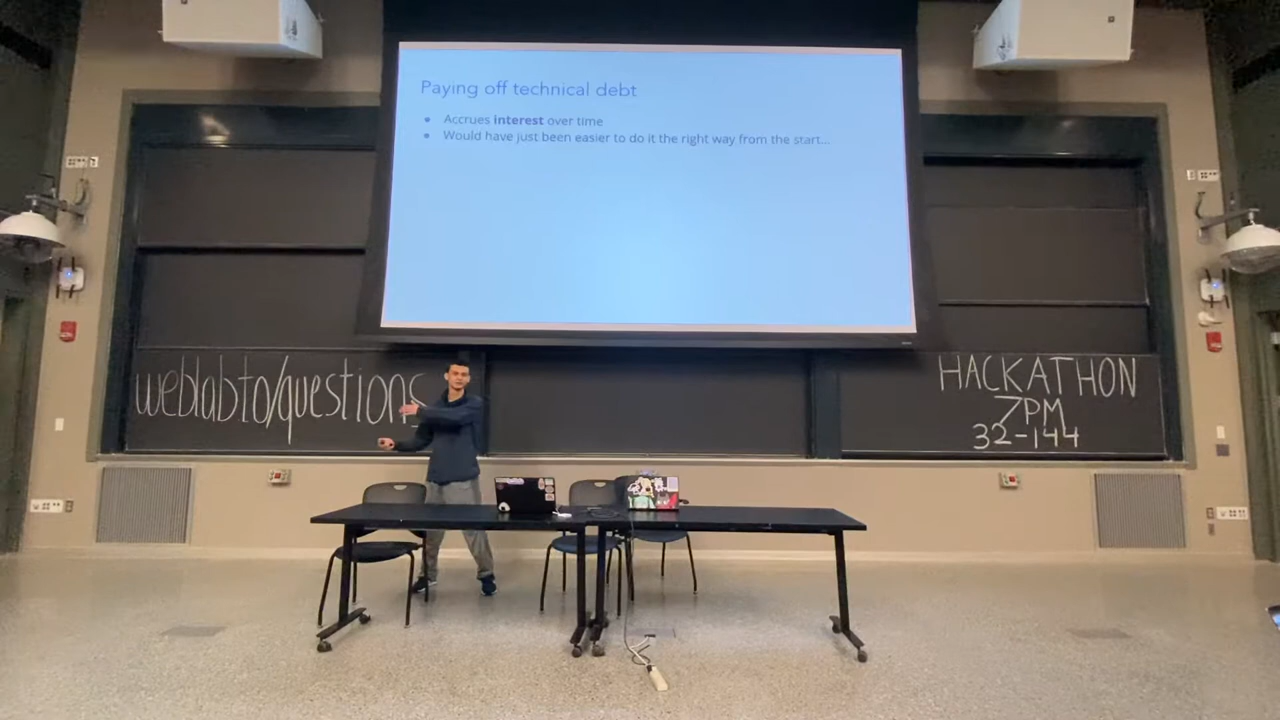 Paying off technical debt
Accrues interest over time
Would have just been easier to do it the right way from the start...
weblab.to/questions
HACKATHON
7PM
32-144